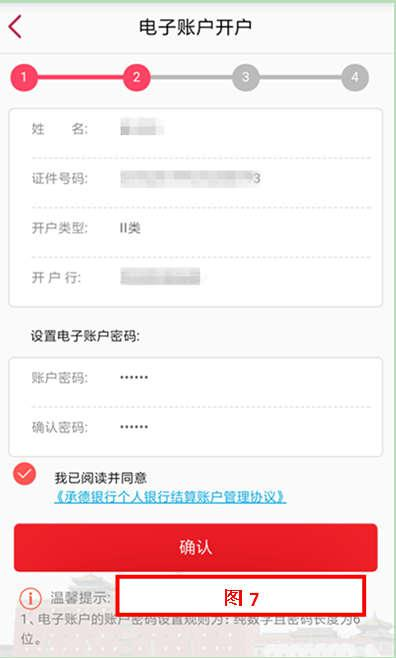 电子账户开户
1 2 3 4
姓 名:
证件号码: 3
开户类型: II类
开 户 行:
设置电子账户密码:
账户密码: ······
确认密码: ······
我已阅读并同意
《承德银行个人银行结算账户管理协议》
确认
温馨提示:
图 7
1、电子账户的账户密码设置规则为：纯数字且密码长度为6
位。